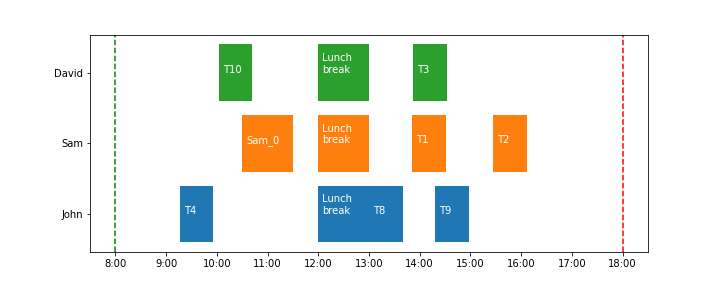 David
T10
Lunch
break
T3
Sam
Sam_0
Lunch
break
T1
T2
John
T4
Lunch
break
T8
T9
8:00 9:00 10:00 11:00 12:00 13:00 14:00 15:00 16:00 17:00 18:00